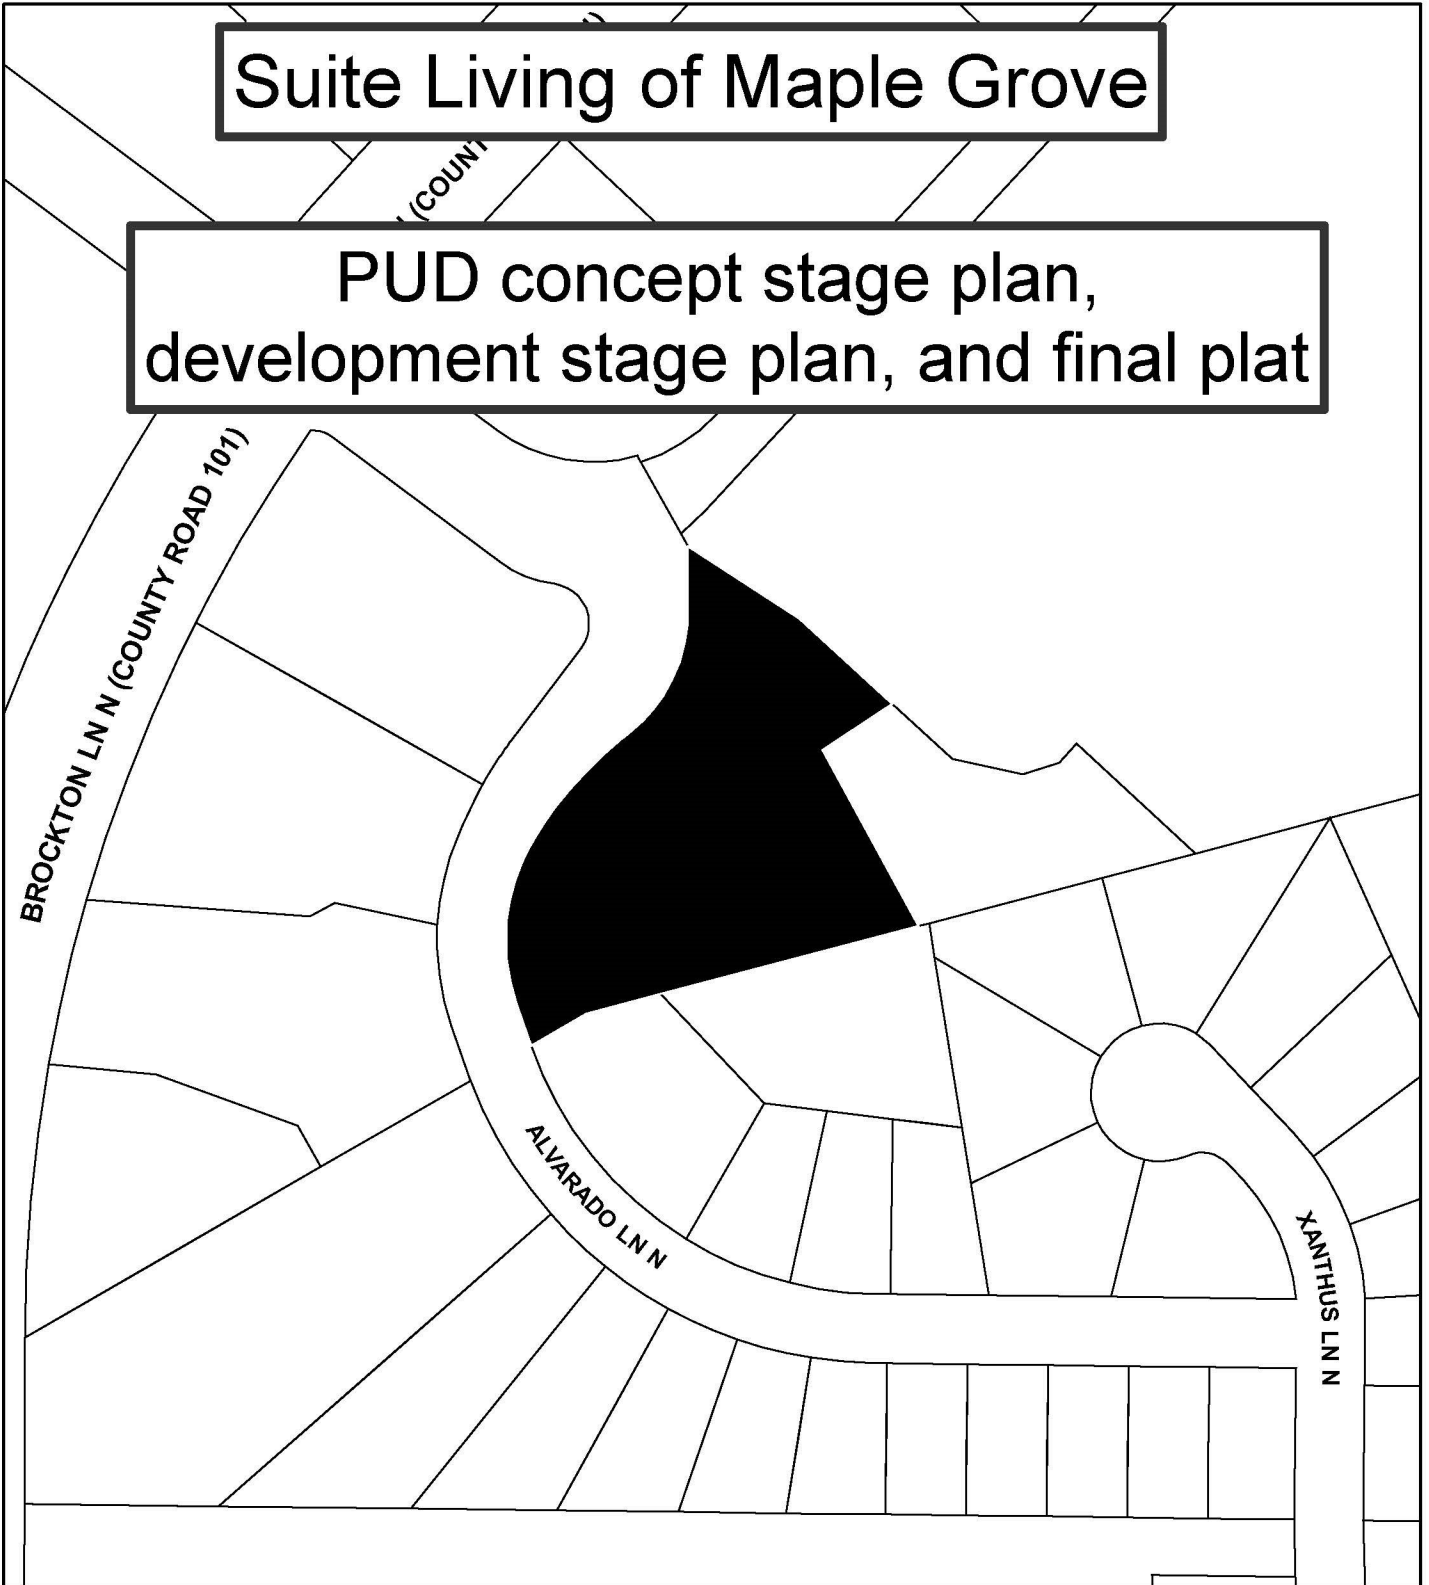 Suite Living of Maple Grove
(COUNT
PUD concept stage plan,
development stage plan, and final plat
BROCKTON LN N (COUNTY ROAD 101)
ALVARADO LN N
XANTHUS LN N